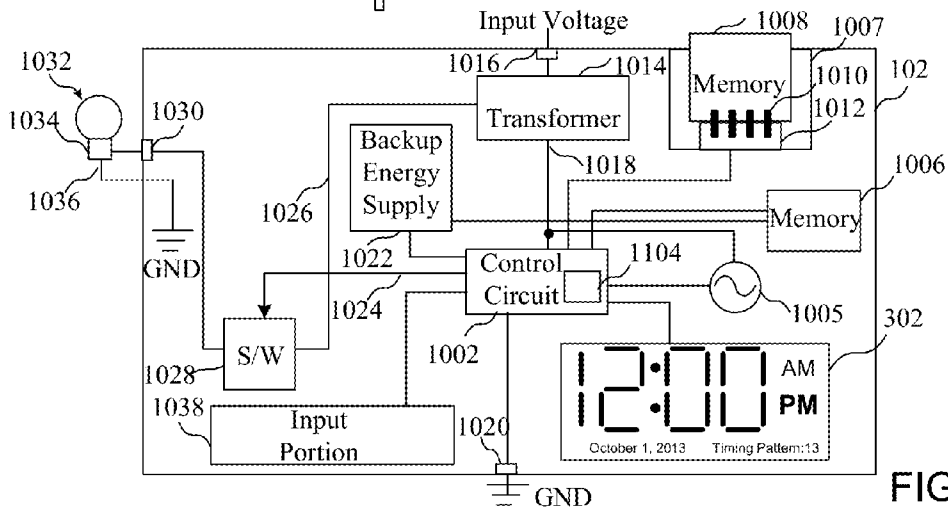 Input Voltage
1008
1007
1032
1016
1014
Memory
1010
102
1034
1030
Transformer
1012
Backup
Energy
Supply
1018
1006
1036
1026
Memory
GND
1022
Control
Circuit
1104
1024
1005
1002
302
S/W
1028
12:00
AM
PM
1038
Input
Portion
1020
October 1, 2013
Timing Pattern:13
GND
FIG